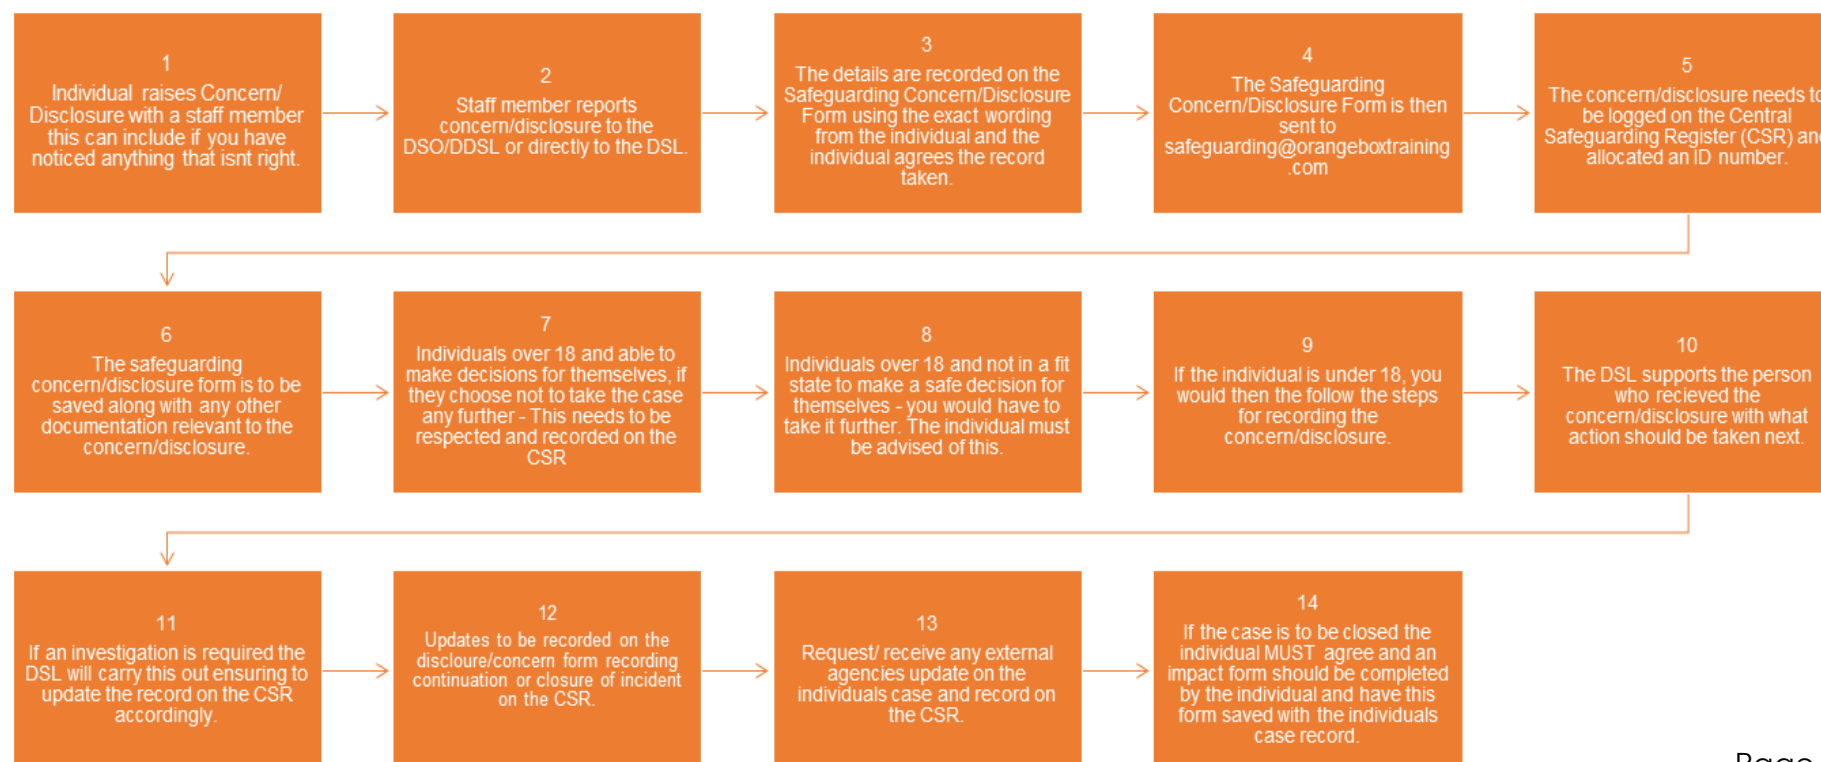 1
Individual raises Concern/
Disclosure with a staff member
this can include if you have
noticed anything that isnt right.
2
Staff member reports
concern/disclosure to the
DSO/DDSL or directly to the DSL.
3
The details are recorded on the
Safeguarding Concern/Disclosure
Form using the exact wording
from the individual and the
individual agrees the record
taken.
4
The Safeguarding
Concern/Disclosure Form is then
sent to
safeguarding@orangeboxtraining
.com
5
The concern/disclosure needs to
be logged on the Central
Safeguarding Register (CSR) and
allocated an ID number.
6
The safeguarding
concern/disclosure form is to be
saved along with any other
documentation relevant to the
concern/disclosure.
7
Individuals over 18 and able to
make decisions for themselves, if
they choose not to take the case
any further - This needs to be
respected and recorded on the
CSR
8
Individuals over 18 and not in a fit
state to make a safe decision for
themselves - you would have to
take it further. The individual must
be advised of this.
9
If the individual is under 18, you
would then the follow the steps
for recording the
concern/disclosure.
10
The DSL supports the person
who recieved the
concern/disclosure with what
action should be taken next.
11
If an investigation is required the
DSL will carry this out ensuring to
update the record on the CSR
accordingly.
12
Updates to be recorded on the
discloure/concern form recording
continuation or closure of incident
on the CSR.
13
Request/ receive any external
agencies update on the
individuals case and record on
the CSR.
14
If the case is to be closed the
individual MUST agree and an
impact form should be completed
by the individual and have this
form saved with the individuals
case record.
Page